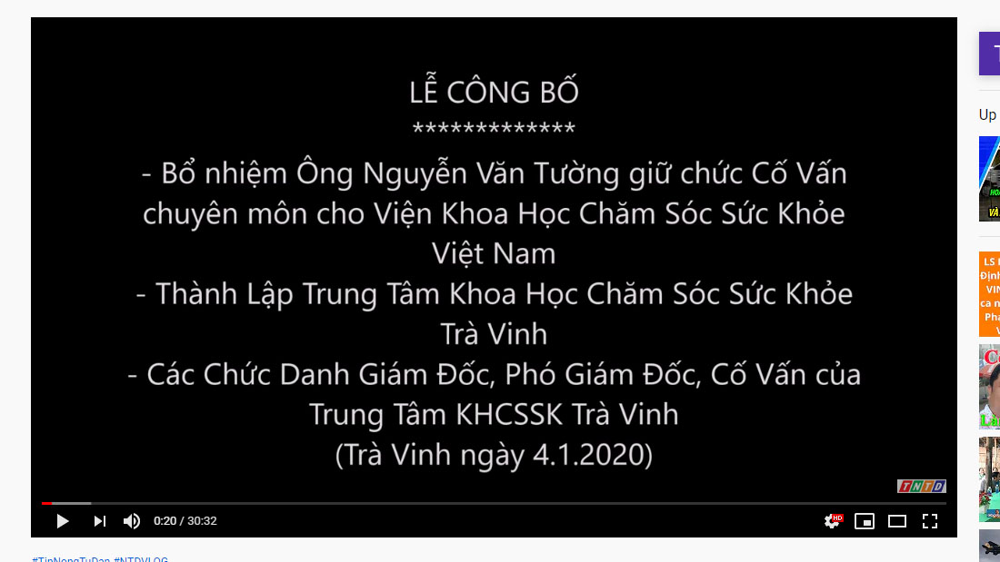 LỄ CÔNG BỐ
*************
- Bổ nhiệm Ông Nguyễn Văn Tường giữ chức Cố Vấn
chuyên môn cho Viện Khoa Học Chăm Sóc Sức Khỏe
Việt Nam
- Thành Lập Trung Tâm Khoa Học Chăm Sóc Sức Khỏe
Trà Vinh
- Các Chức Danh Giám Đốc, Phó Giám Đốc, Cố Vấn của
Trung Tâm KHCSSK Trà Vinh
(Trà Vinh ngày 4.1.2020)
TNTD
0:20 / 30:32
HD
#TinNongTuDan #NTDVLOG
Up
VÀ
LS
Định
VIN
ca n
Phá